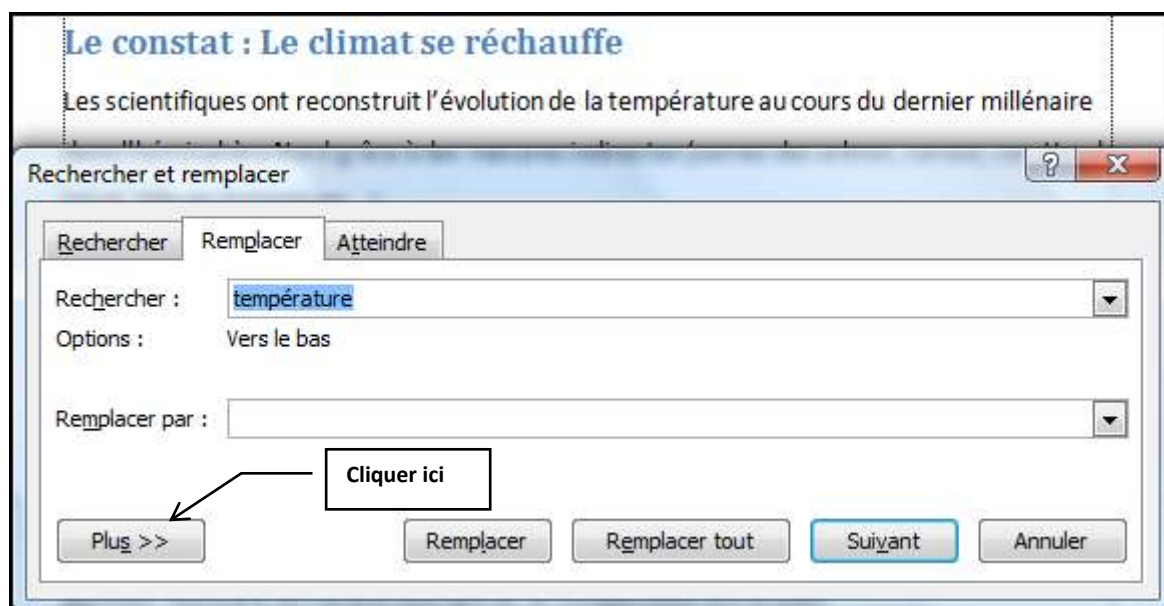 Le constat : Le climat se réchauffe
Les scientifiques ont reconstruit l'évolution de la température au cours du dernier millénaire
Rechercher et remplacer
Rechercher Remplacer Atteindre
Rechercher : température
Options : Vers le bas
Remplacer par :
Cliquer ici
Plus >> Remplacer Remplacer tout Suivant Annuler